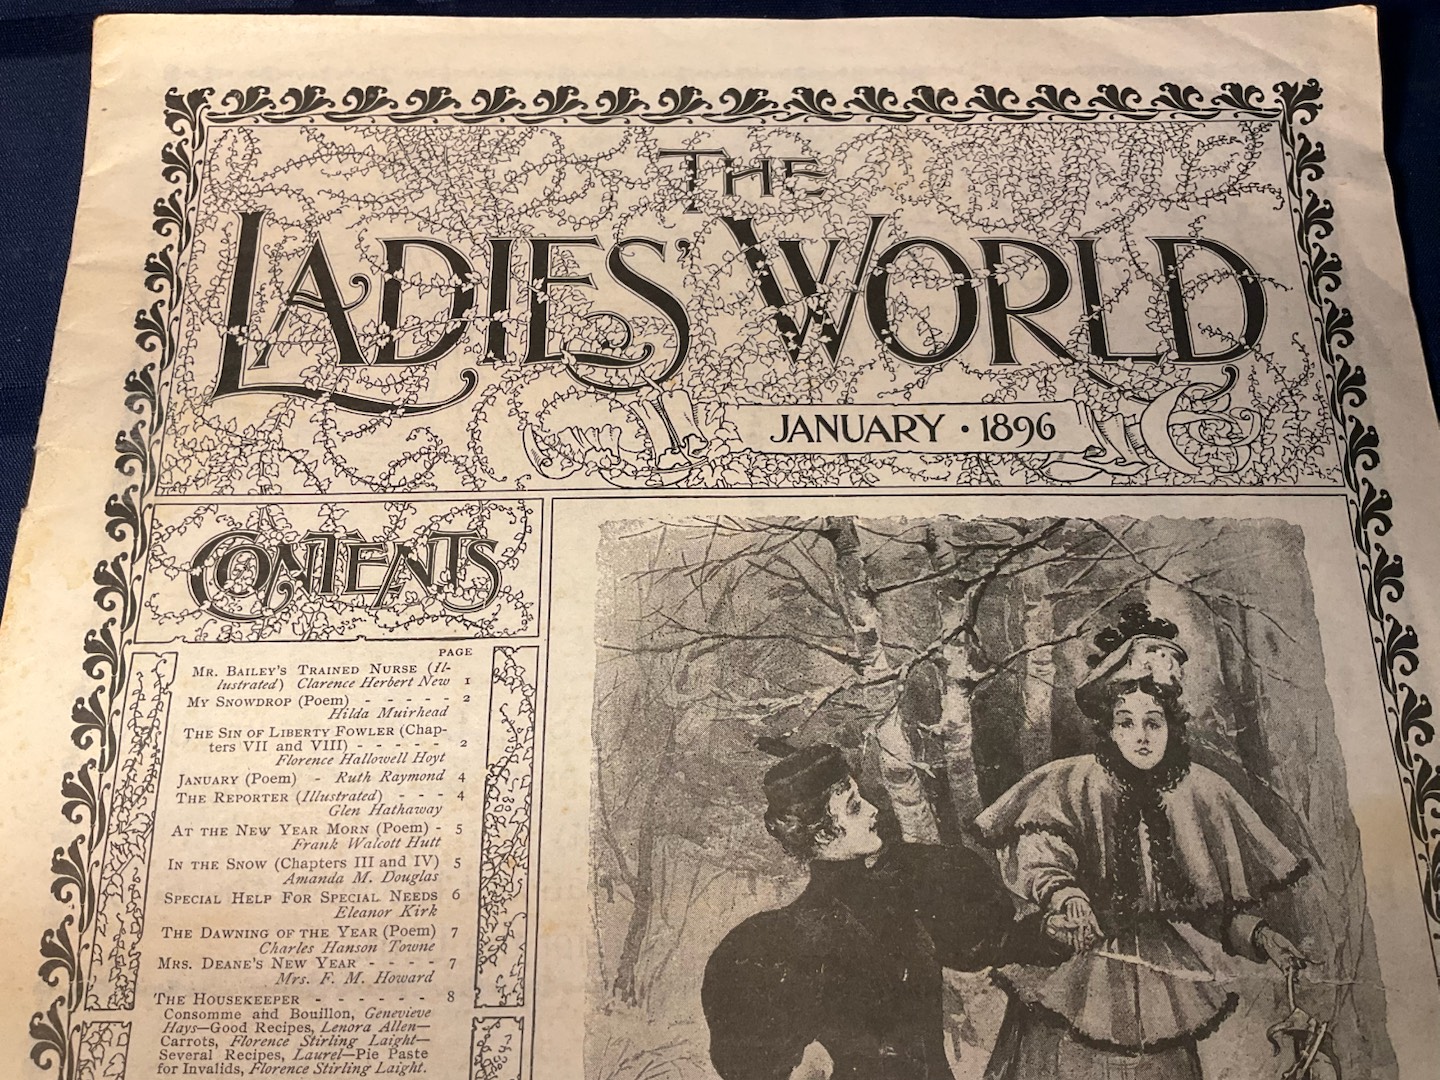 THE
LADIES' WORLD
JANUARY · 1896
CONTENTS
PAGE
MR. BAILEY'S TRAINED NURSE (Il-
lustrated) Clarence Herbert New 1
MY SNOWDROP (Poem) - - - - 2
Hilda Muirhead
THE SIN OF LIBERTY FOWLER (Chap-
ters VII and VIII) - - - - - 2
Florence Hallowell Hoyt
JANUARY (Poem) - Ruth Raymond 4
THE REPORTER (Illustrated) - - - 4
Glen Hathaway
AT THE NEW YEAR MORN (Poem) - 5
Frank Walcott Hutt
IN THE SNOW (Chapters III and IV) 5
Amanda M. Douglas
SPECIAL HELP FOR SPECIAL NEEDS 6
Eleanor Kirk
THE DAWNING OF THE YEAR (Poem) 7
Charles Hanson Towne
MRS. DEANE'S NEW YEAR - - - - 7
Mrs. F. M. Howard
THE HOUSEKEEPER - - - - - - 8
Consomme and Bouillon, Genevieve
Hays—Good Recipes, Lenora Allen—
Carrots, Florence Stirling Laight—
Several Recipes, Laurel—Pie Paste
for Invalids, Florence Stirling Laight.